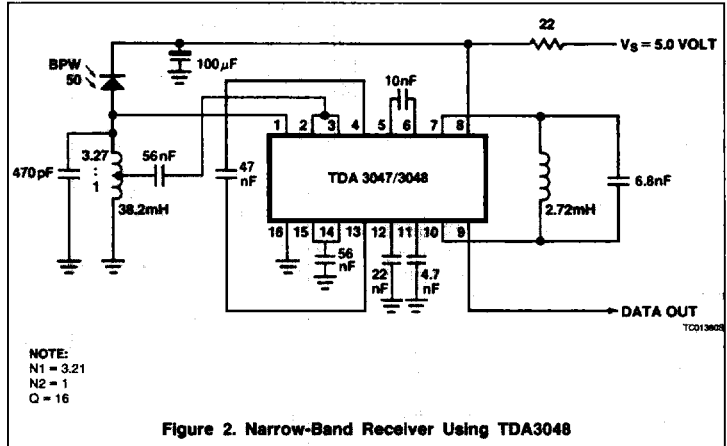 22
Vs = 5.0 VOLT
BPW
50
100µF
10nF
1 2 3 4 5 6 7 8
3.27
:
1
56nF
470pF
47
nF
TDA 3047/3048
6.8nF
38.2mH
2.72mH
16 15 14 13 12 11 10 9
56
nF
22
nF
4.7
nF
DATA OUT
TC01380S
NOTE:
N1 = 3.21
N2 = 1
Q = 16
Figure 2. Narrow-Band Receiver Using TDA3048